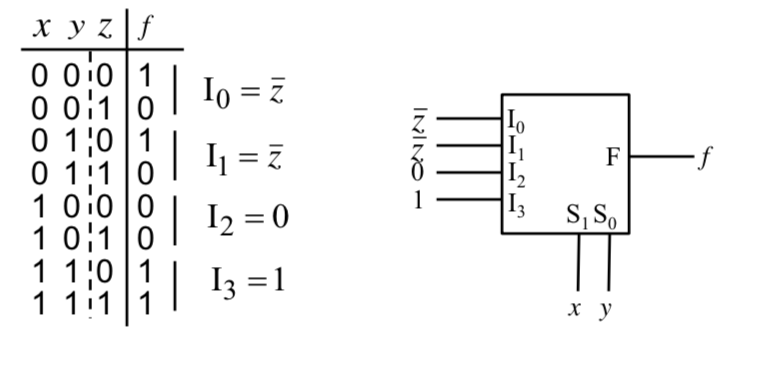 x y z f
0 0 0 1
0 0 1 0
I₀ = z̅
0 1 0 1
0 1 1 0
I₁ = z̅
1 0 0 0
1 0 1 0
I₂ = 0
1 1 0 1
1 1 1 1
I₃ = 1
z̅ I₀
z̅ I₁
0 I₂
1 I₃
F f
S₁ S₀
x y